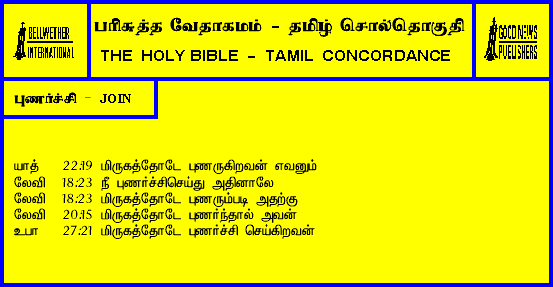 BELLWETHER
INTERNATIONAL
பரிசுத்த வேதாகமம் - தமிழ் சொல்தொகுதி
THE HOLY BIBLE - TAMIL CONCORDANCE
GOOD NEWS
PUBLISHERS
புணர்ச்சி - JOIN
யாத் 22:19 மிருகத்தோடே புணருகிறவன் எவனும்
லேவி 18:23 நீ புணர்ச்சிசெய்து அதினாலே
லேவி 18:23 மிருகத்தோடே புணரும்படி அதற்கு
லேவி 20:15 மிருகத்தோடே புணர்ந்தால் அவன்
உபா 27:21 மிருகத்தோடே புணர்ச்சி செய்கிறவன்